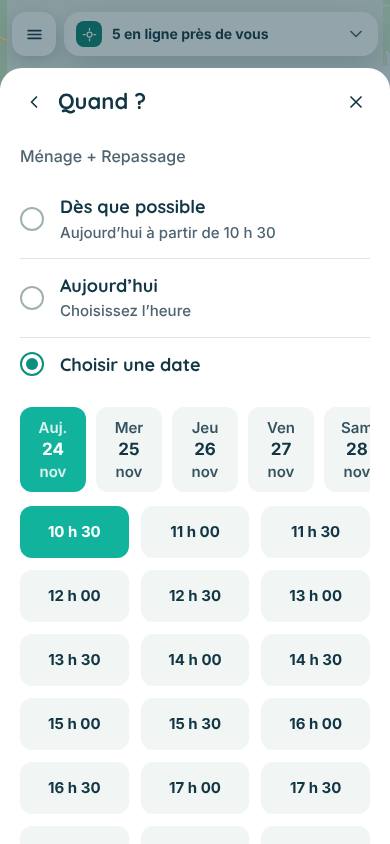 5 en ligne près de vous
Quand ?
Ménage + Repassage
Dès que possible
Aujourd’hui à partir de 10 h 30
Aujourd’hui
Choisissez l’heure
Choisir une date
Auj. Mer Jeu Ven Sam
24 25 26 27 28
nov nov nov nov nov
10 h 30 11 h 00 11 h 30
12 h 00 12 h 30 13 h 00
13 h 30 14 h 00 14 h 30
15 h 00 15 h 30 16 h 00
16 h 30 17 h 00 17 h 30